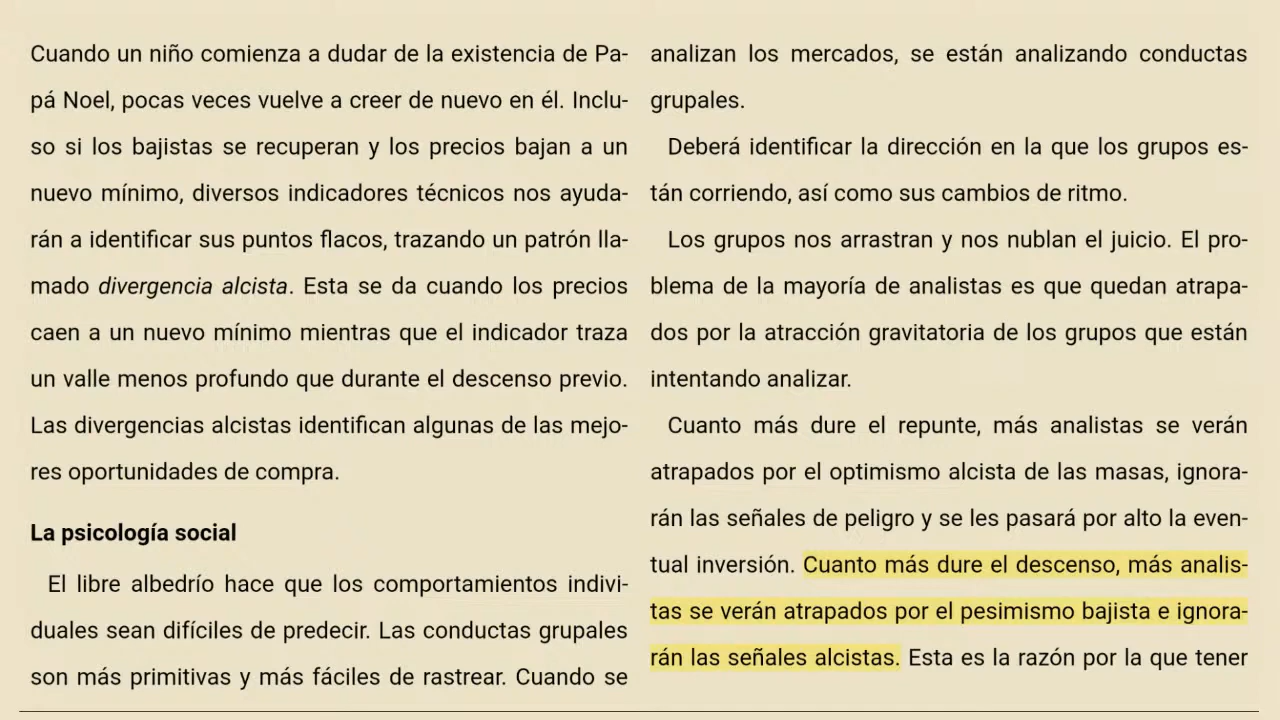 Cuando un niño comienza a dudar de la existencia de Pa-
pá Noel, pocas veces vuelve a creer de nuevo en él. Inclu-
so si los bajistas se recuperan y los precios bajan a un
nuevo mínimo, diversos indicadores técnicos nos ayuda-
rán a identificar sus puntos flacos, trazando un patrón lla-
mado divergencia alcista. Esta se da cuando los precios
caen a un nuevo mínimo mientras que el indicador traza
un valle menos profundo que durante el descenso previo.
Las divergencias alcistas identifican algunas de las mejo-
res oportunidades de compra.
La psicología social
El libre albedrío hace que los comportamientos indivi-
duales sean difíciles de predecir. Las conductas grupales
son más primitivas y más fáciles de rastrear. Cuando se
analizan los mercados, se están analizando conductas
grupales.
Deberá identificar la dirección en la que los grupos es-
tán corriendo, así como sus cambios de ritmo.
Los grupos nos arrastran y nos nublan el juicio. El pro-
blema de la mayoría de analistas es que quedan atrapa-
dos por la atracción gravitatoria de los grupos que están
intentando analizar.
Cuanto más dure el repunte, más analistas se verán
atrapados por el optimismo alcista de las masas, ignora-
rán las señales de peligro y se les pasará por alto la even-
tual inversión. Cuanto más dure el descenso, más analis-
tas se verán atrapados por el pesimismo bajista e ignora-
rán las señales alcistas. Esta es la razón por la que tener